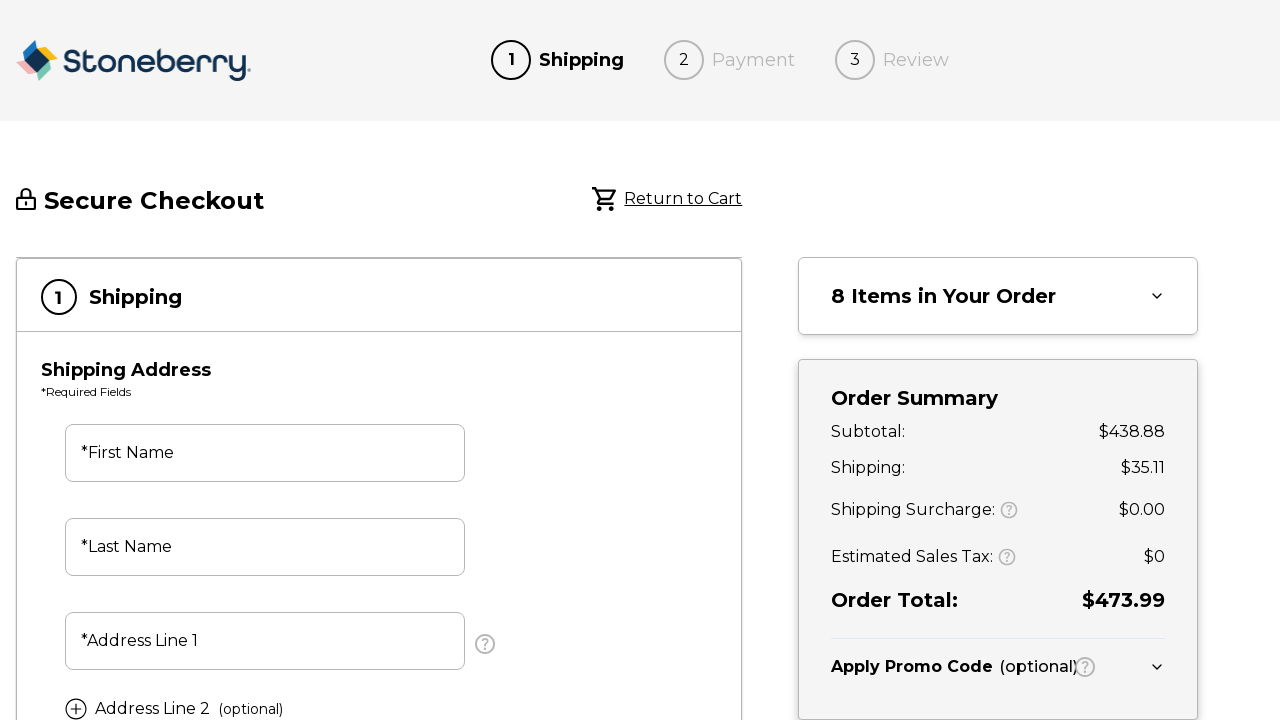 Stoneberry.
1 Shipping
2 Payment
3 Review
Secure Checkout
Return to Cart
1 Shipping
Shipping Address
*Required Fields
*First Name
*Last Name
*Address Line 1
?
Address Line 2 (optional)
8 Items in Your Order
Order Summary
Subtotal: $438.88
Shipping: $35.11
Shipping Surcharge: ? $0.00
Estimated Sales Tax: ? $0
Order Total: $473.99
Apply Promo Code (optional) ?